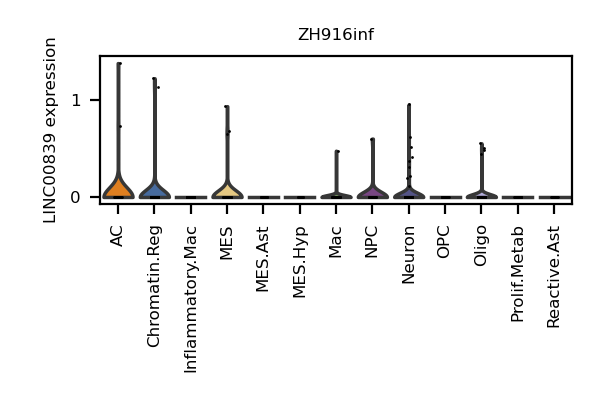 ZH916inf
LINC00839 expression
1
0
AC
Chromatin.Reg
Inflammatory.Mac
MES
MES.Ast
MES.Hyp
Mac
NPC
Neuron
OPC
Oligo
Prolif.Metab
Reactive.Ast